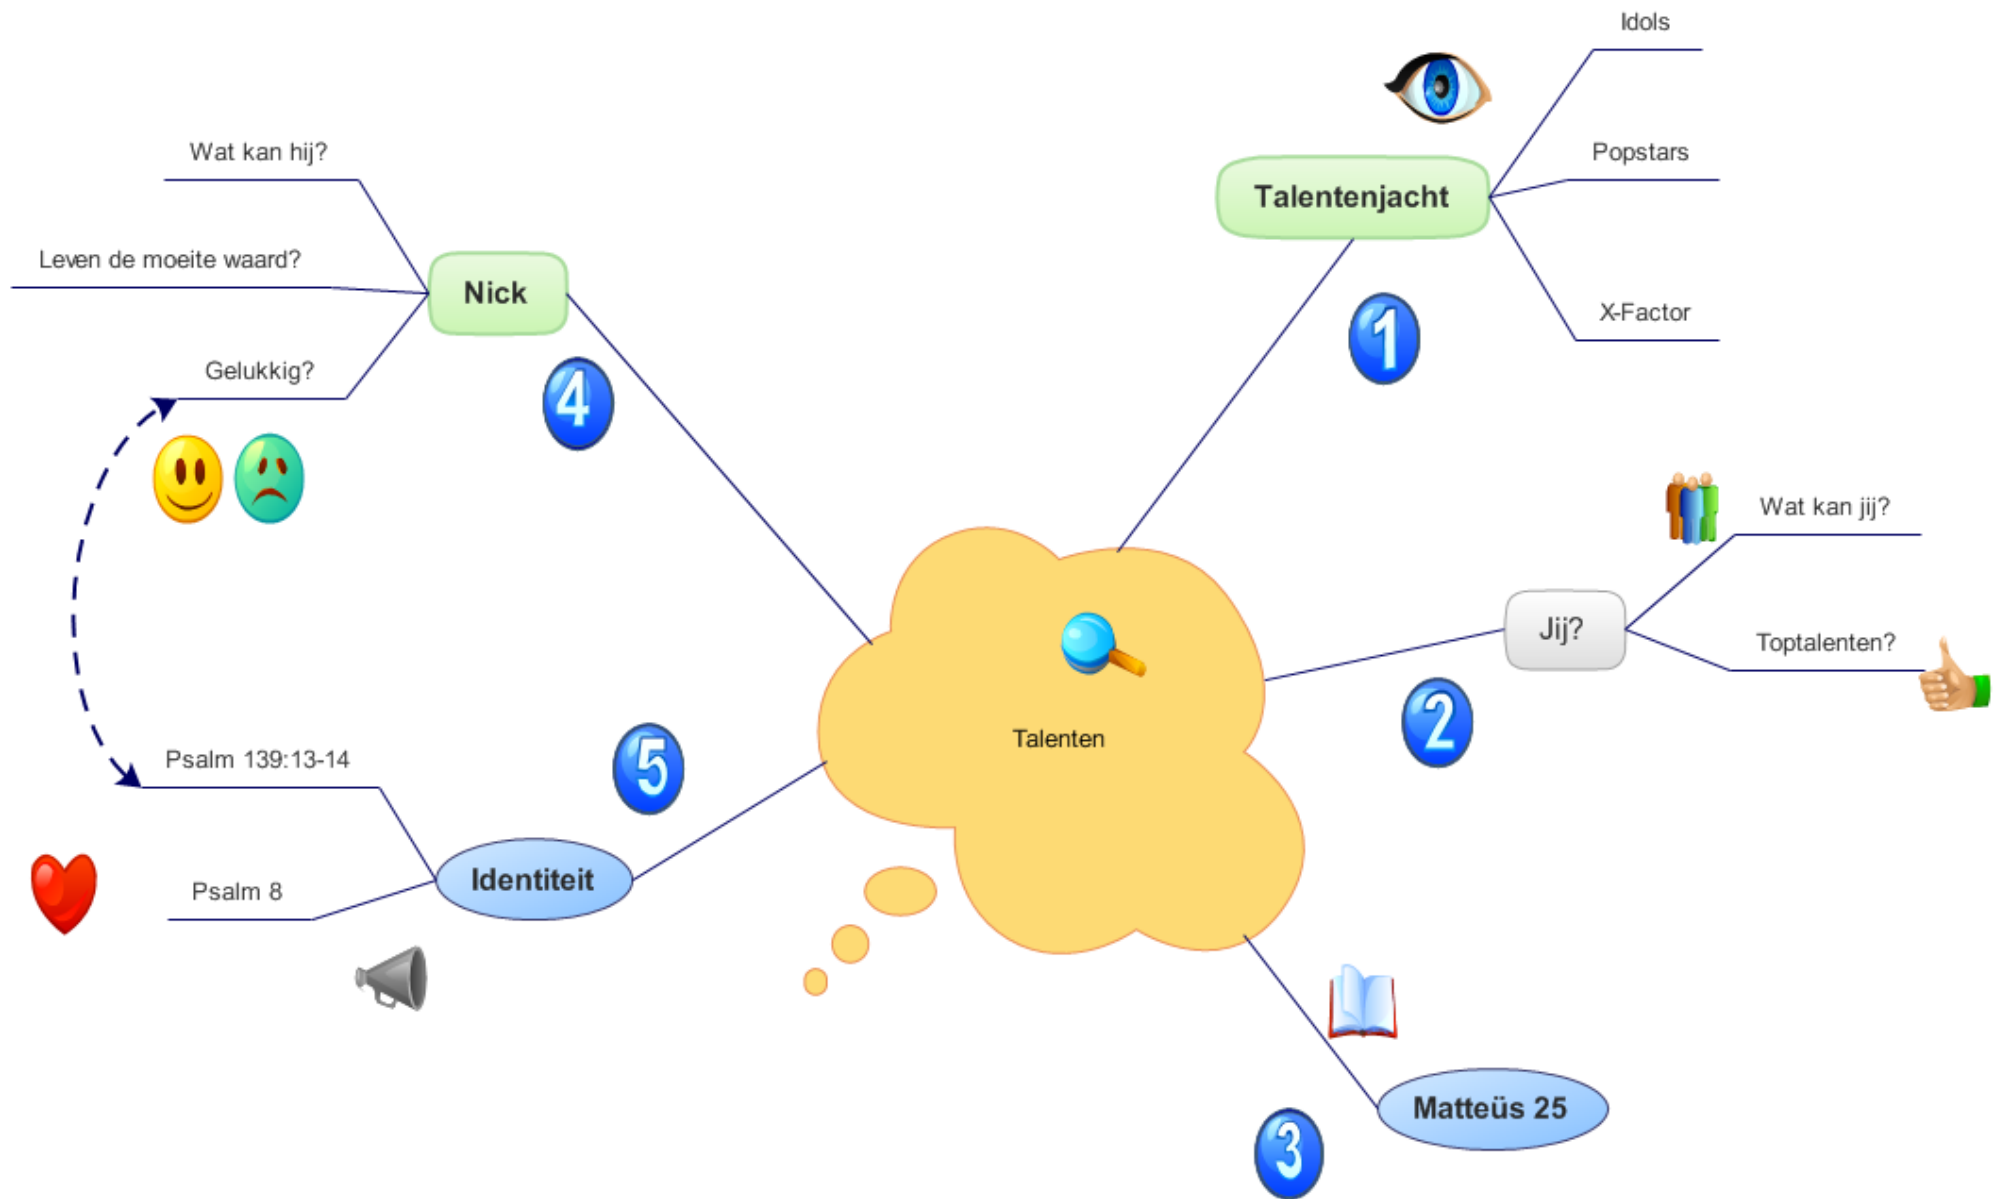 Idols
Popstars
Talentenjacht
X-Factor
1
Wat kan jij?
Jij?
Toptalenten?
2
Talenten
Matteüs 25
3
Wat kan hij?
Leven de moeite waard?
Nick
Gelukkig?
4
5
Psalm 139:13-14
Identiteit
Psalm 8